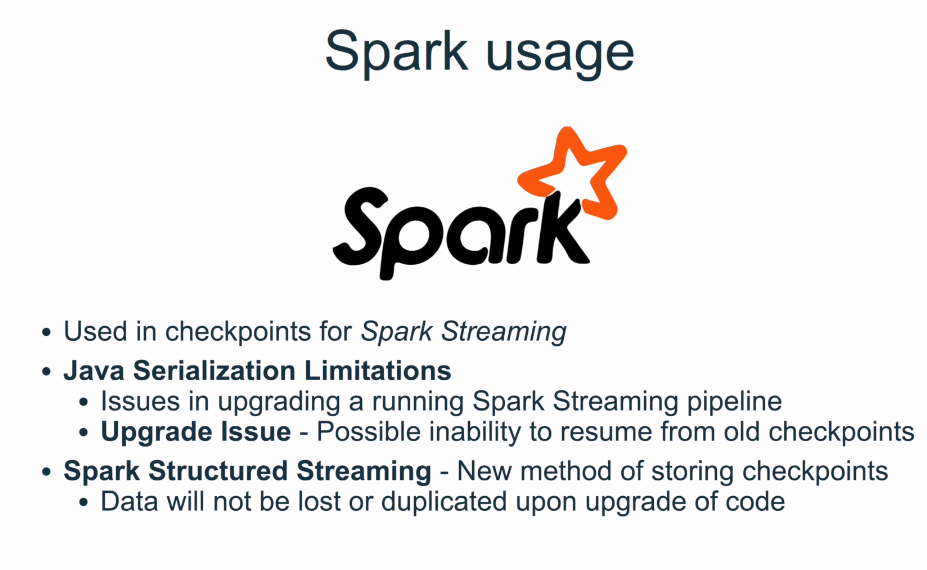 Spark usage
Spark
• Used in checkpoints for Spark Streaming
• Java Serialization Limitations
• Issues in upgrading a running Spark Streaming pipeline
• Upgrade Issue - Possible inability to resume from old checkpoints
• Spark Structured Streaming - New method of storing checkpoints
• Data will not be lost or duplicated upon upgrade of code